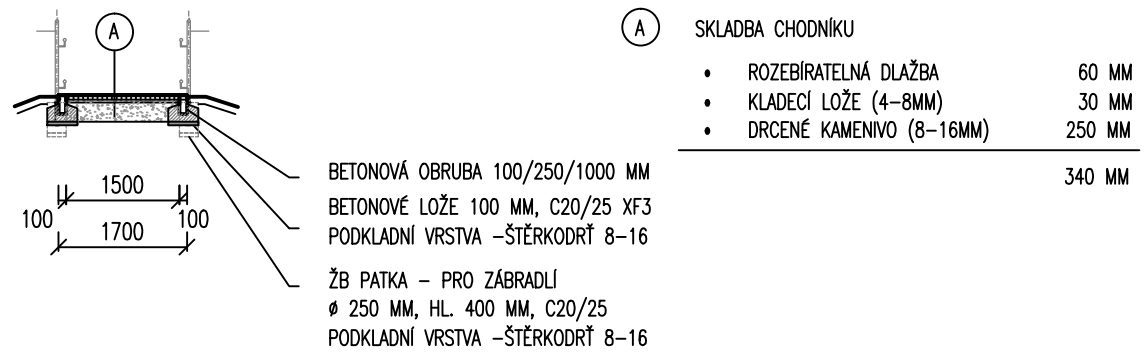 A
A
SKLADBA CHODNÍKU
• ROZEBÍRATELNÁ DLAŽBA 60 MM
• KLADECÍ LOŽE (4-8MM) 30 MM
• DRCENÉ KAMENIVO (8-16MM) 250 MM
340 MM
1500
100 100
1700
BETONOVÁ OBRUBA 100/250/1000 MM
BETONOVÉ LOŽE 100 MM, C20/25 XF3
PODKLADNÍ VRSTVA -ŠTĚRKODRŤ 8-16
ŽB PATKA - PRO ZÁBRADLÍ
ø 250 MM, HL. 400 MM, C20/25
PODKLADNÍ VRSTVA -ŠTĚRKODRŤ 8-16